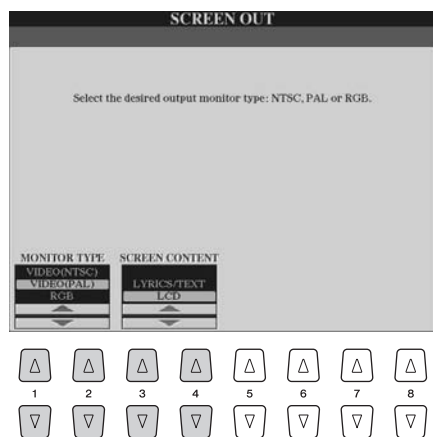 SCREEN OUT
Select the desired output monitor type: NTSC, PAL or RGB.
MONITOR TYPE SCREEN CONTENT
VIDEO(NTSC)
VIDEO(PAL) LYRICS/TEXT
RGB LCD
1 2 3 4 5 6 7 8